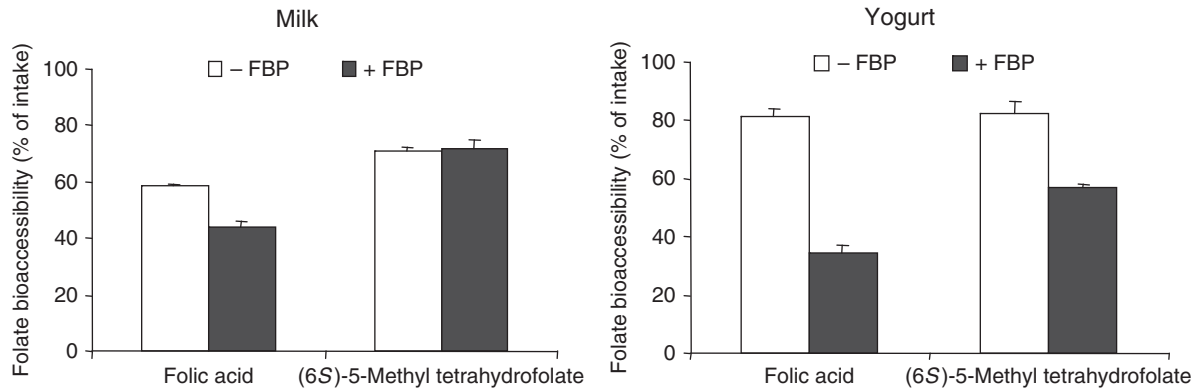 Milk
Folate bioaccessibility (% of intake)
100
80
60
40
20
0
– FBP + FBP
Folic acid (6S)-5-Methyl tetrahydrofolate
Yogurt
Folate bioaccessibility (% of intake)
100
80
60
40
20
0
– FBP + FBP
Folic acid (6S)-5-Methyl tetrahydrofolate